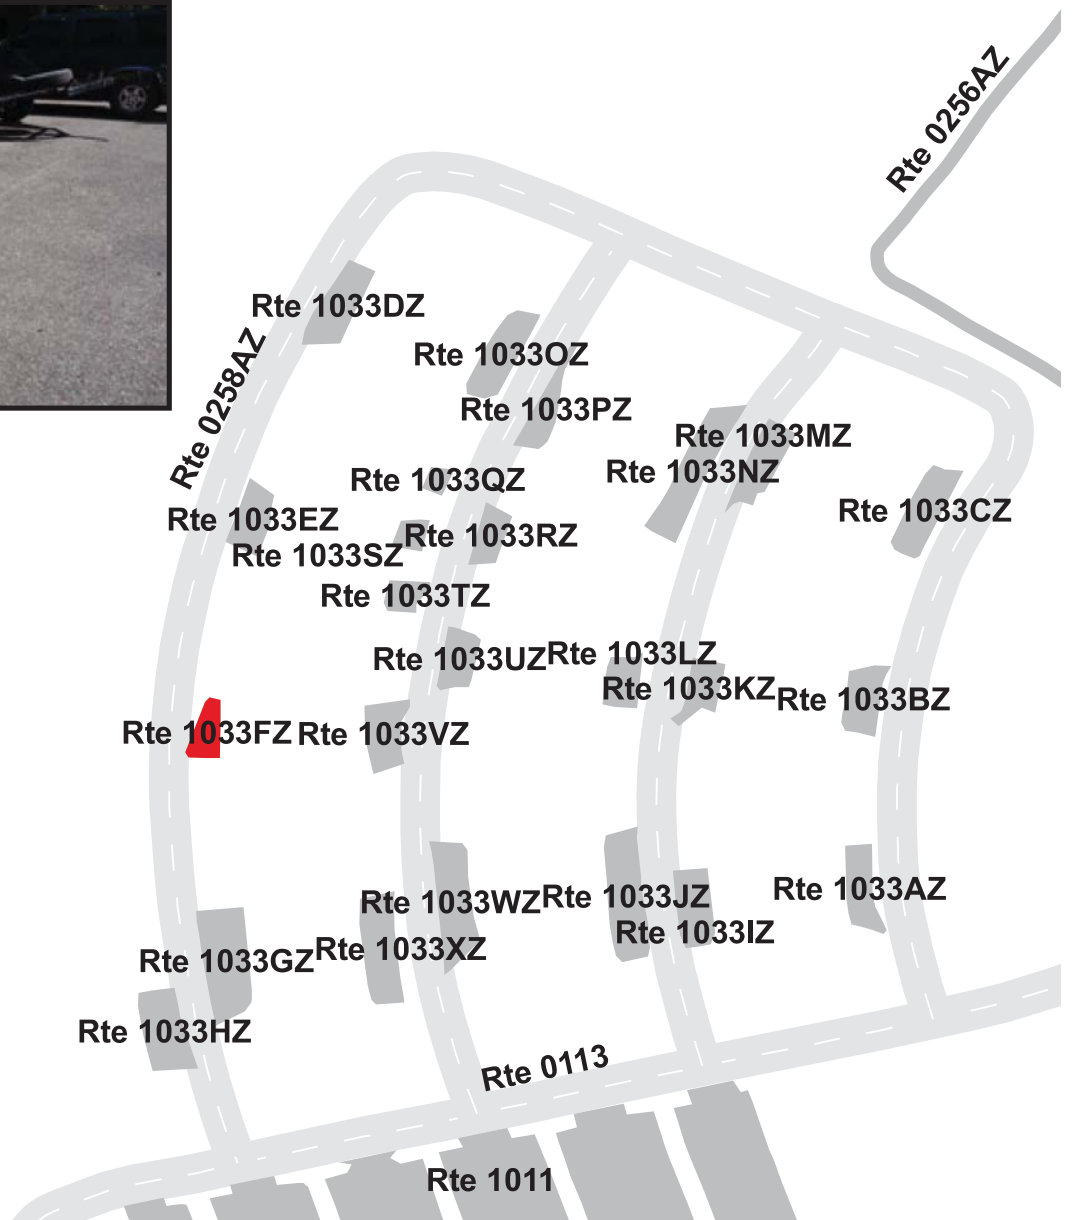 Rte 0256AZ
Rte 1033DZ
Rte 0258AZ
Rte 1033OZ
Rte 1033PZ
Rte 1033MZ
Rte 1033NZ
Rte 1033QZ
Rte 1033CZ
Rte 1033EZ
Rte 1033RZ
Rte 1033SZ
Rte 1033TZ
Rte 1033UZ
Rte 1033LZ
Rte 1033KZ
Rte 1033BZ
Rte 1033FZ
Rte 1033VZ
Rte 1033WZ
Rte 1033JZ
Rte 1033AZ
Rte 1033IZ
Rte 1033XZ
Rte 1033GZ
Rte 1033HZ
Rte 0113
Rte 1011